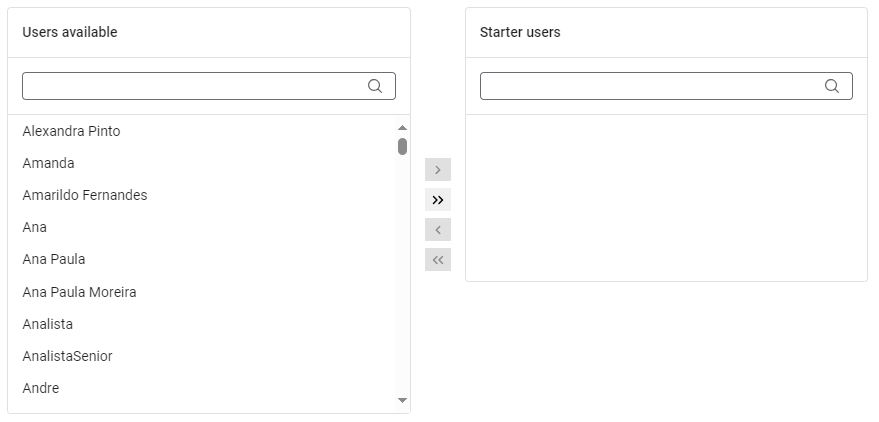 Users available
Alexandra Pinto
Amanda
Amarildo Fernandes
Ana
Ana Paula
Ana Paula Moreira
Analista
AnalistaSenior
Andre
Starter users